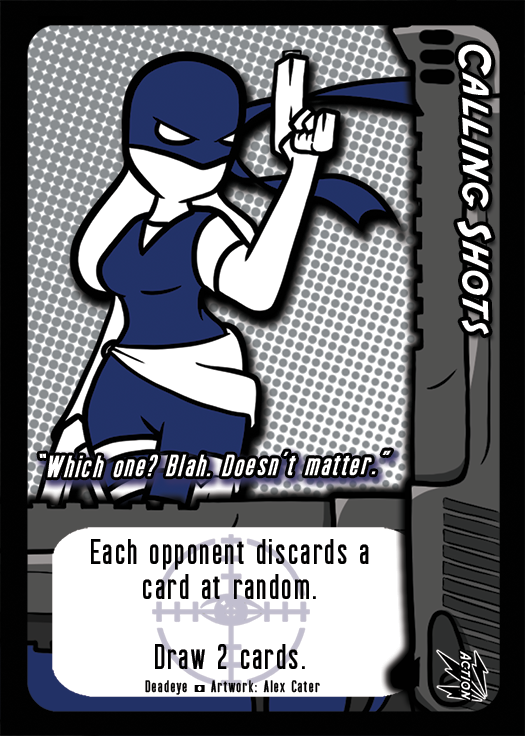 Calling Shots
"Which one? Blah. Doesn't matter."
Each opponent discards a
card at random.
Draw 2 cards.
Deadeye ◘ Artwork: Alex Cater
Action